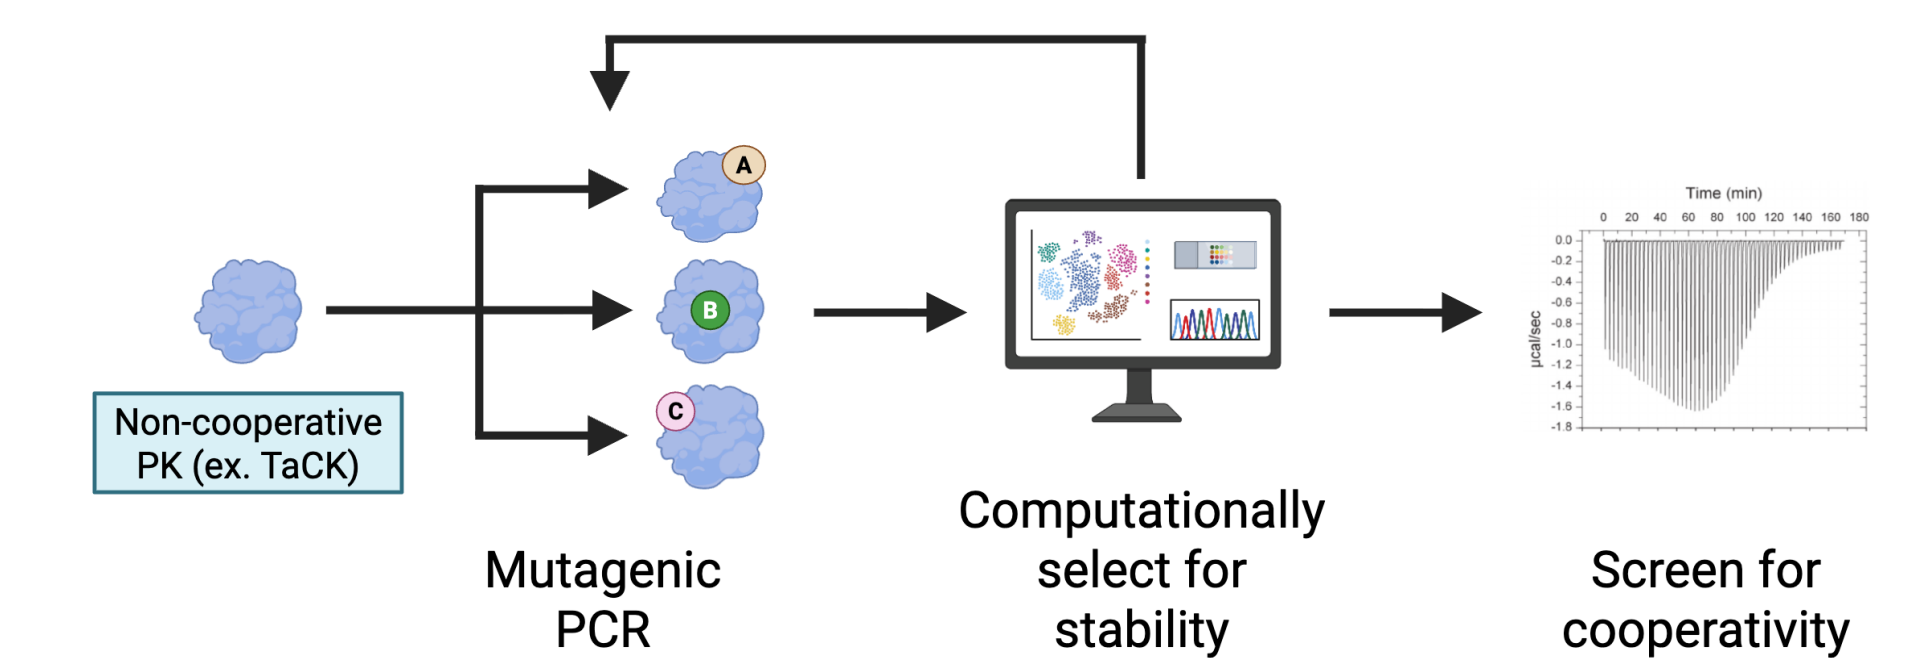 A
B
C
Non-cooperative
PK (ex. TaCK)
Mutagenic
PCR
Computationally
select for
stability
Time (min)
0 20 40 60 80 100 120 140 160 180
0.0
-0.2
-0.4
-0.6
-0.8
-1.0
-1.2
-1.4
-1.6
-1.8
µcal/sec
Screen for
cooperativity